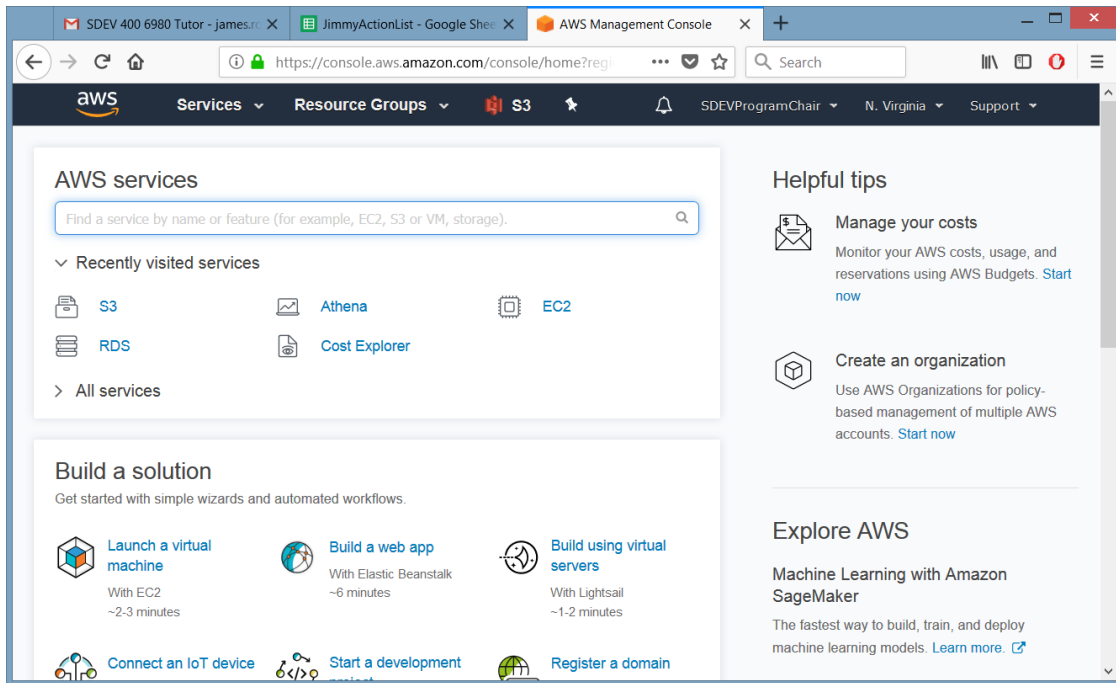 SDEV 400 6980 Tutor - james.ro
JimmyActionList - Google Shee
AWS Management Console
https://console.aws.amazon.com/console/home?regi
Search
aws
Services
Resource Groups
S3
SDEVProgramChair
N. Virginia
Support
AWS services
Find a service by name or feature (for example, EC2, S3 or VM, storage).
Recently visited services
S3
Athena
EC2
RDS
Cost Explorer
All services
Build a solution
Get started with simple wizards and automated workflows.
Launch a virtual
machine
With EC2
~2-3 minutes
Build a web app
With Elastic Beanstalk
~6 minutes
Build using virtual
servers
With Lightsail
~1-2 minutes
Connect an IoT device
Start a development
project
Register a domain
Helpful tips
Manage your costs
Monitor your AWS costs, usage, and
reservations using AWS Budgets. Start
now
Create an organization
Use AWS Organizations for policy-
based management of multiple AWS
accounts. Start now
Explore AWS
Machine Learning with Amazon
SageMaker
The fastest way to build, train, and deploy
machine learning models. Learn more.